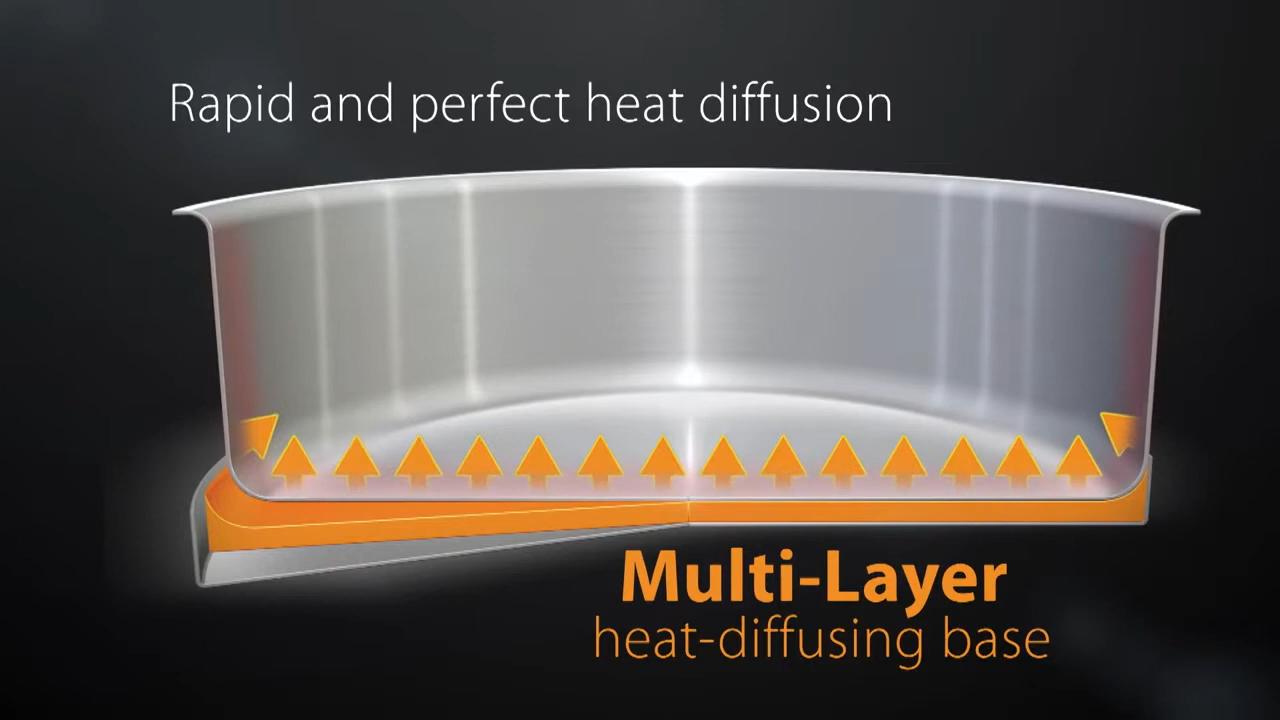 Rapid and perfect heat diffusion
Multi-Layer
heat-diffusing base